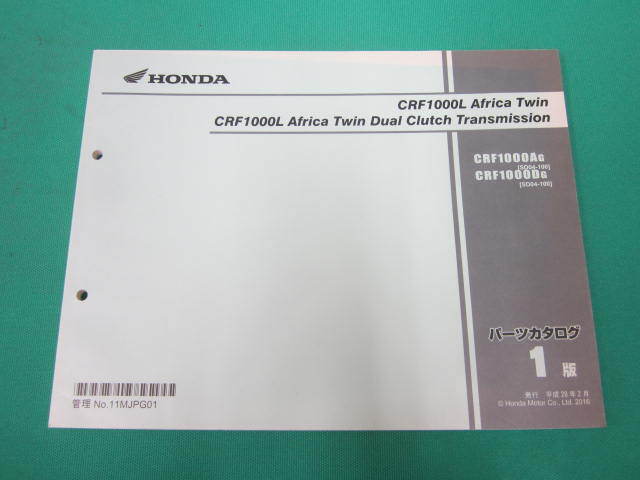 HONDA
CRF1000L Africa Twin
CRF1000L Africa Twin Dual Clutch Transmission
CRF1000AG
[SD04-100]
CRF1000DG
[SD04-100]
パーツカタログ
1版
発行 平成28年2月
© Honda Motor Co., Ltd. 2016
管理 No.11MJPG01